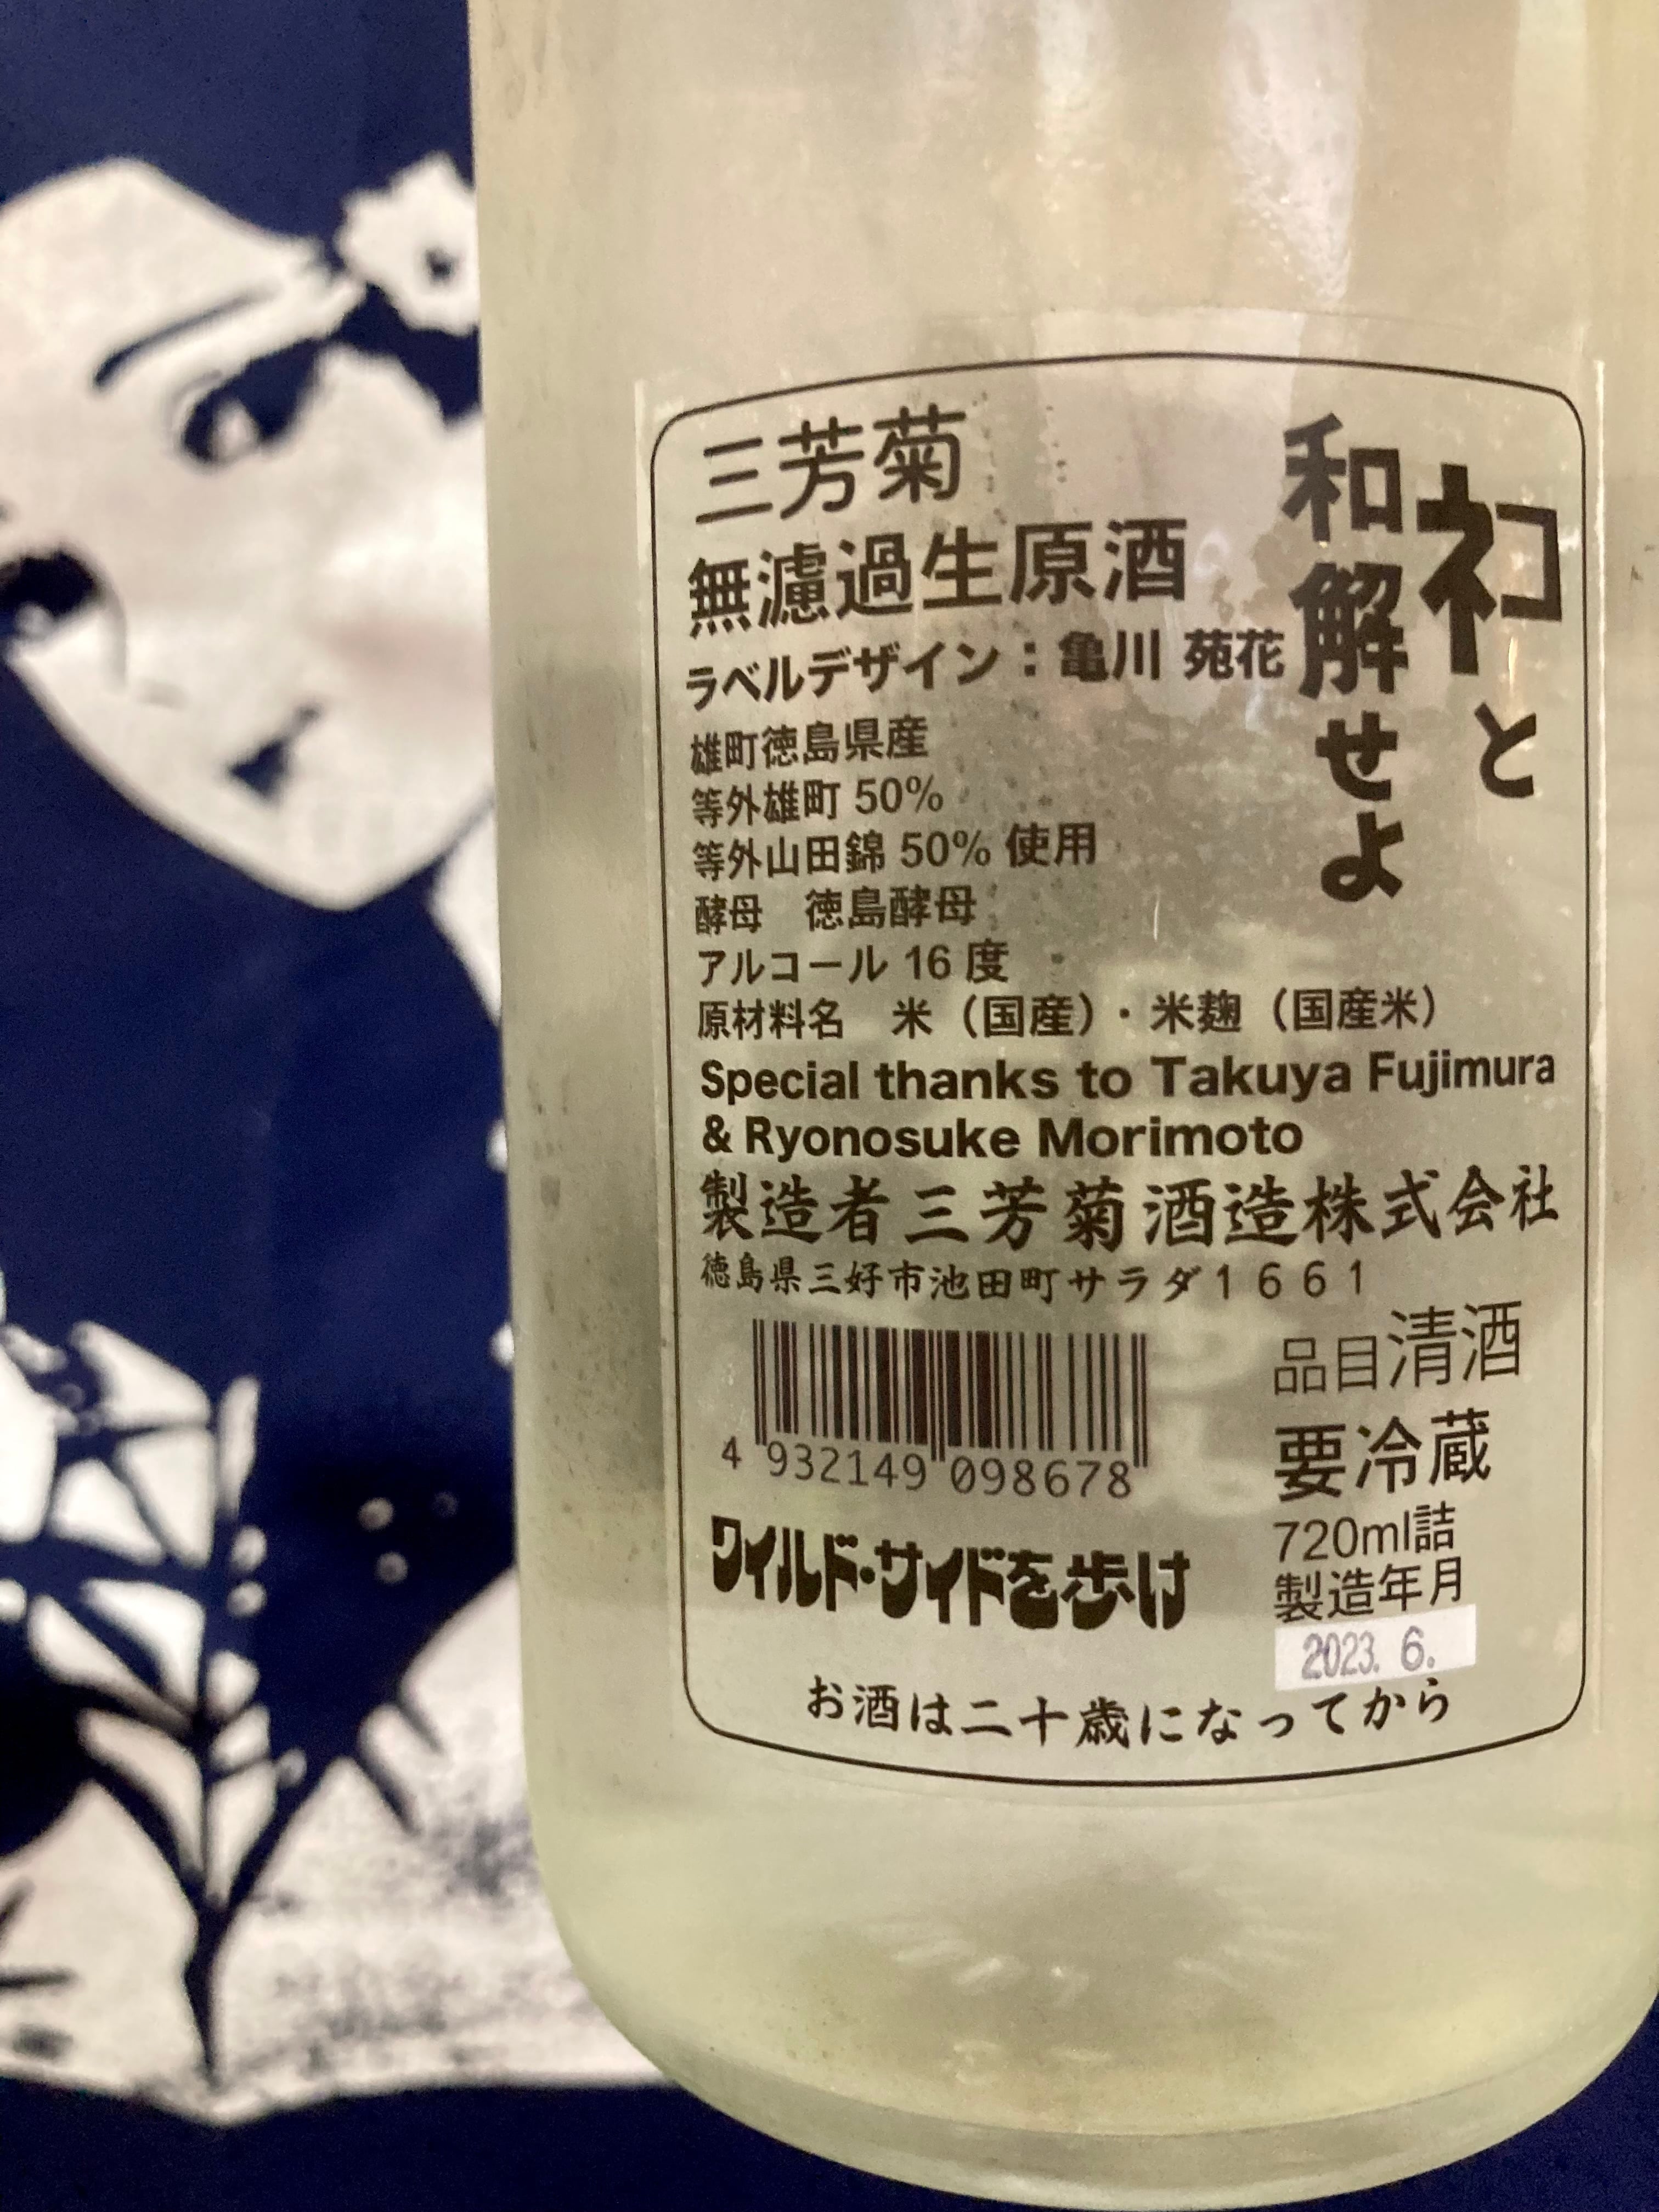 ネコと
和解せよ
三芳菊
無濾過生原酒
ラベルデザイン：亀川 苑花
雄町徳島県産
等外雄町 50%
等外山田錦 50% 使用
酵母　徳島酵母
アルコール 16 度
原材料名　米（国産）・米麹（国産米）
Special thanks to Takuya Fujimura
& Ryonosuke Morimoto
製造者三芳菊酒造株式会社
徳島県三好市池田町サラダ1661
4 932149 098678
品目清酒
要冷蔵
720ml詰
製造年月
2023. 6.
ワイルド・サイドを歩け
お酒は二十歳になってから